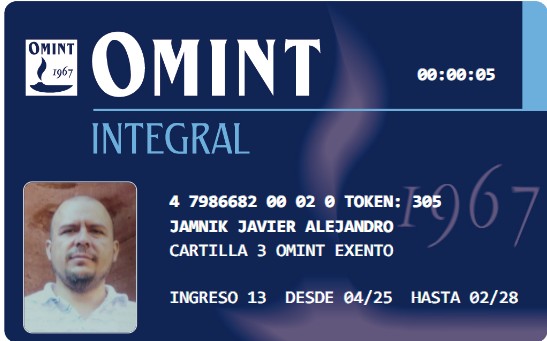 OMINT
1967
OMINT
00:00:05
INTEGRAL
1967
4 7986682 00 02 0 TOKEN: 305
JAMNIK JAVIER ALEJANDRO
CARTILLA 3 OMINT EXENTO
INGRESO 13 DESDE 04/25 HASTA 02/28